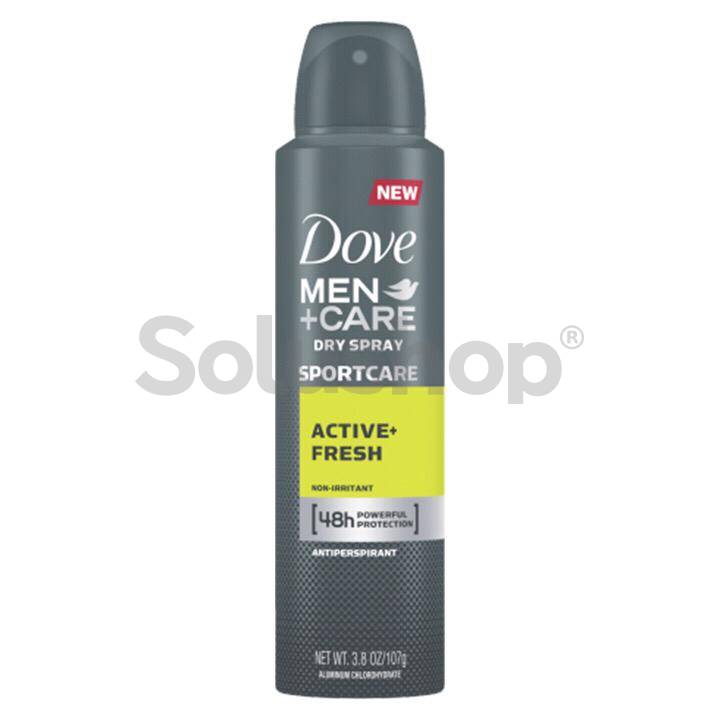 NEW
Dove
MEN
+CARE
DRY SPRAY
SPORTCARE
ACTIVE+
FRESH
NON-IRRITANT
[48h POWERFUL
PROTECTION]
ANTIPERSPIRANT
NET WT. 3.8 OZ/107g
ALUMINUM CHLOROHYDRATE